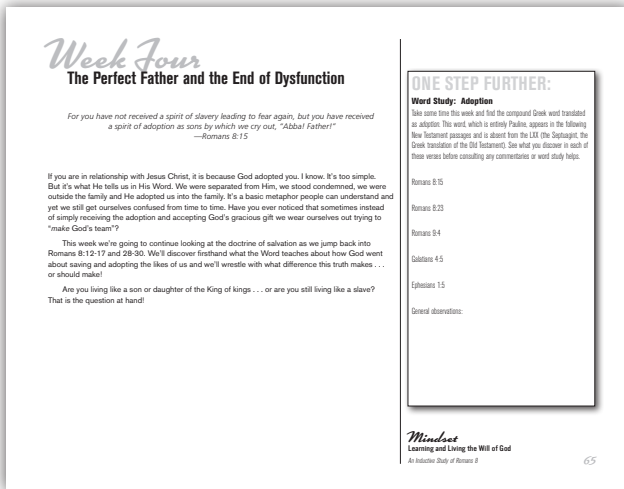 Week Four
The Perfect Father and the End of Dysfunction
For you have not received a spirit of slavery leading to fear again, but you have received
a spirit of adoption as sons by which we cry out, “Abba! Father!”
—Romans 8:15
If you are in relationship with Jesus Christ, it is because God adopted you. I know. It’s too simple.
But it’s what He tells us in His Word. We were separated from Him, we stood condemned, we were
outside the family and He adopted us into the family. It’s a basic metaphor people can understand and
yet we still get ourselves confused from time to time. Have you ever noticed that sometimes instead
of simply receiving the adoption and accepting God’s gracious gift we wear ourselves out trying to
“make God’s team”?
This week we’re going to continue looking at the doctrine of salvation as we jump back into
Romans 8:12-17 and 28-30. We’ll discover firsthand what the Word teaches about how God went
about saving and adopting the likes of us and we’ll wrestle with what difference this truth makes . . .
or should make!
Are you living like a son or daughter of the King of kings . . . or are you still living like a slave?
That is the question at hand!
ONE STEP FURTHER:
Word Study: Adoption
Take some time this week and find the compound Greek word translated
as adoption. This word, which is entirely Pauline, appears in the following
New Testament passages and is absent from the LXX (the Septuagint, the
Greek translation of the Old Testament). See what you discover in each of
these verses before consulting any commentaries or word study helps.
Romans 8:15
Romans 8:23
Romans 9:4
Galatians 4:5
Ephesians 1:5
General observations:
Mindset
Learning and Living the Will of God
An Inductive Study of Romans 8
65